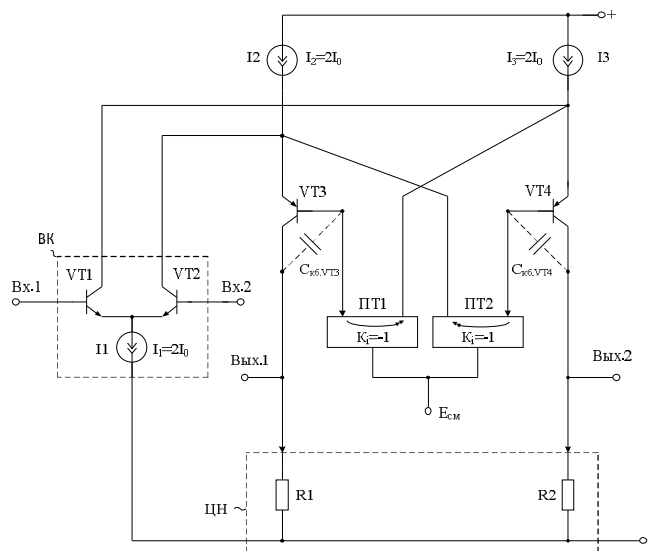 +
I2
I₂=2I₀
I₃=2I₀
I3
VT3
VT4
ВК
VT1
VT2
Cкб.VT3
Cкб.VT4
Вх.1
Вх.2
ПТ1
ПТ2
Ki=-1
Ki=-1
I1
I₁=2I₀
Вых.1
Вых.2
Eсм
R1
R2
ЦН